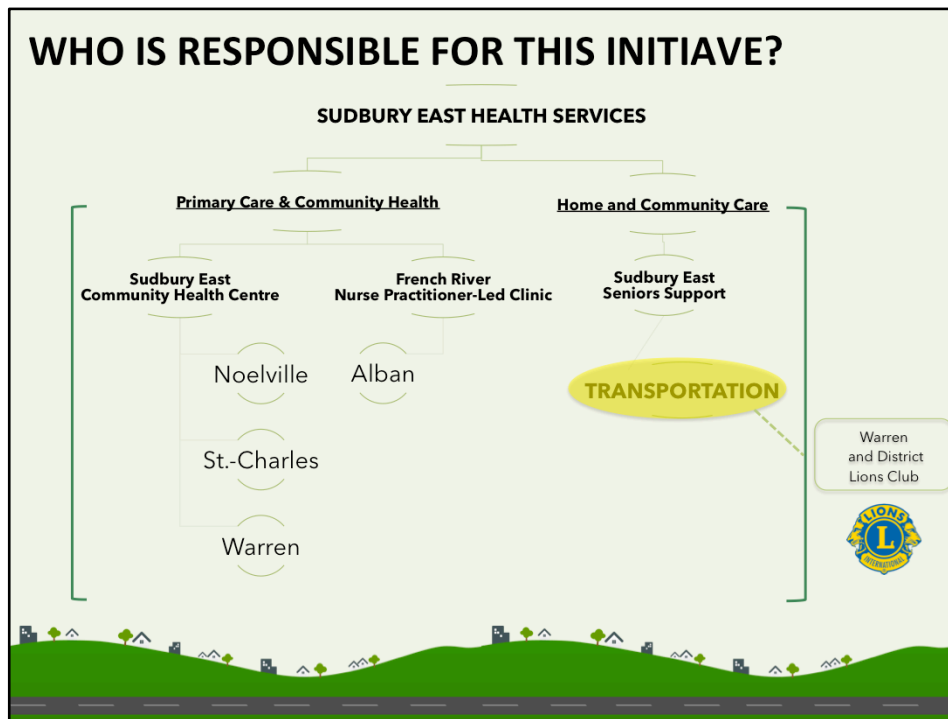 WHO IS RESPONSIBLE FOR THIS INITIAVE?
SUDBURY EAST HEALTH SERVICES
Primary Care & Community Health
Home and Community Care
Sudbury East
Community Health Centre
French River
Nurse Practitioner-Led Clinic
Sudbury East
Seniors Support
Noelville
Alban
TRANSPORTATION
St.-Charles
Warren
Warren
and District
Lions Club
LIONS
L
INTERNATIONAL